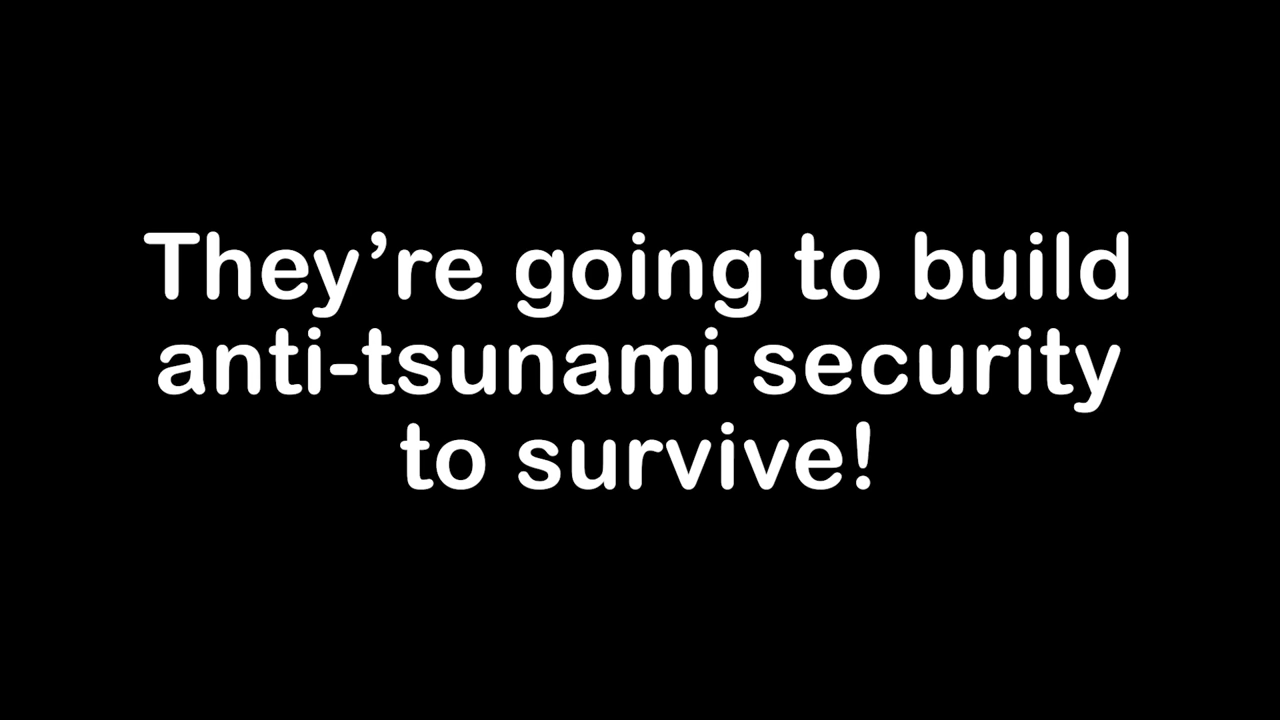 They’re going to build
anti-tsunami security
to survive!